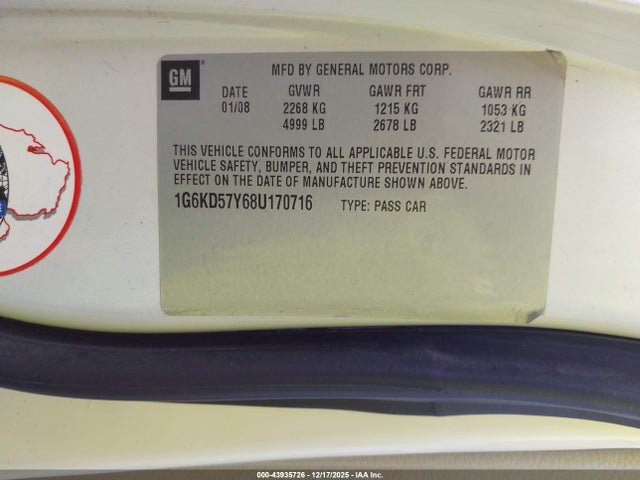 GM
MFD BY GENERAL MOTORS CORP.
DATE GVWR GAWR FRT GAWR RR
01/08 2268 KG 1215 KG 1053 KG
4999 LB 2678 LB 2321 LB
THIS VEHICLE CONFORMS TO ALL APPLICABLE U.S. FEDERAL MOTOR
VEHICLE SAFETY, BUMPER, AND THEFT PREVENTION STANDARDS IN
EFFECT ON THE DATE OF MANUFACTURE SHOWN ABOVE.
1G6KD57Y68U170716 TYPE: PASS CAR
000-43935726 - 12/17/2025 - IAA Inc.